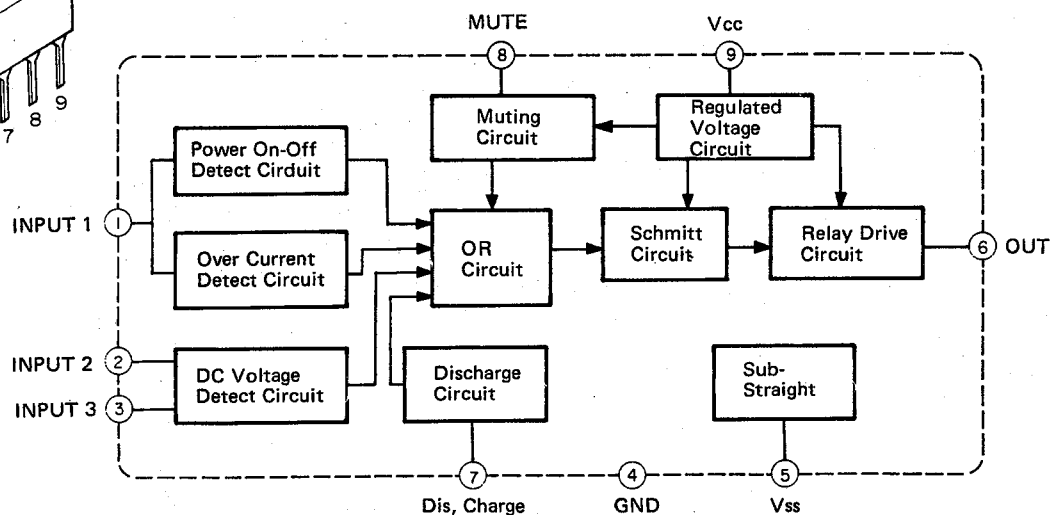 MUTE
Vcc
8
9
7 8 9
Power On-Off
Detect Cirduit
Muting
Circuit
Regulated
Voltage
Circuit
INPUT 1
1
Over Current
Detect Circuit
OR
Circuit
Schmitt
Circuit
Relay Drive
Circuit
6
OUT
INPUT 2
2
INPUT 3
3
DC Voltage
Detect Circuit
Discharge
Circuit
Sub-
Straight
7
4
5
Dis, Charge
GND
Vss